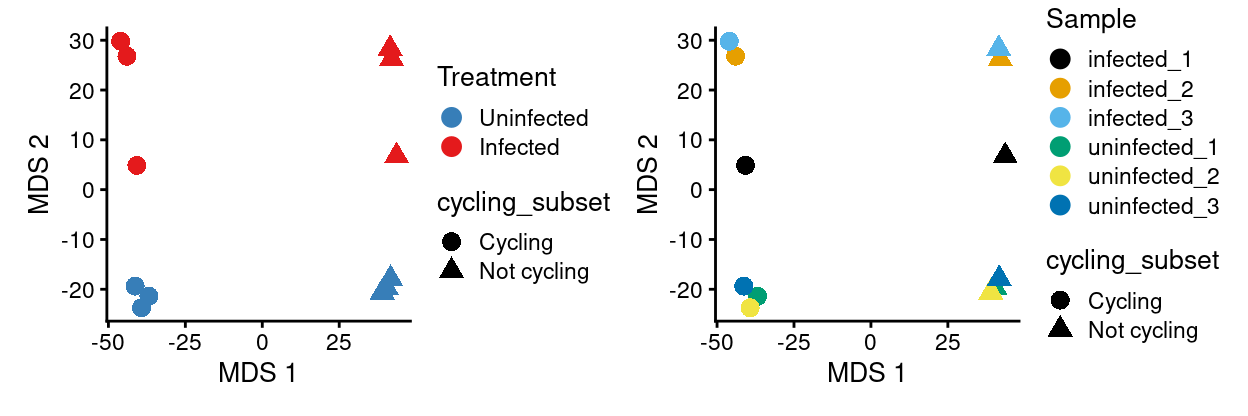 30
20
10
0
-10
-20
MDS 2
-50
-25
0
25
MDS 1
Treatment
Uninfected
Infected
cycling_subset
Cycling
Not cycling
30
20
10
0
-10
-20
MDS 2
-50
-25
0
25
MDS 1
Sample
infected_1
infected_2
infected_3
uninfected_1
uninfected_2
uninfected_3
cycling_subset
Cycling
Not cycling